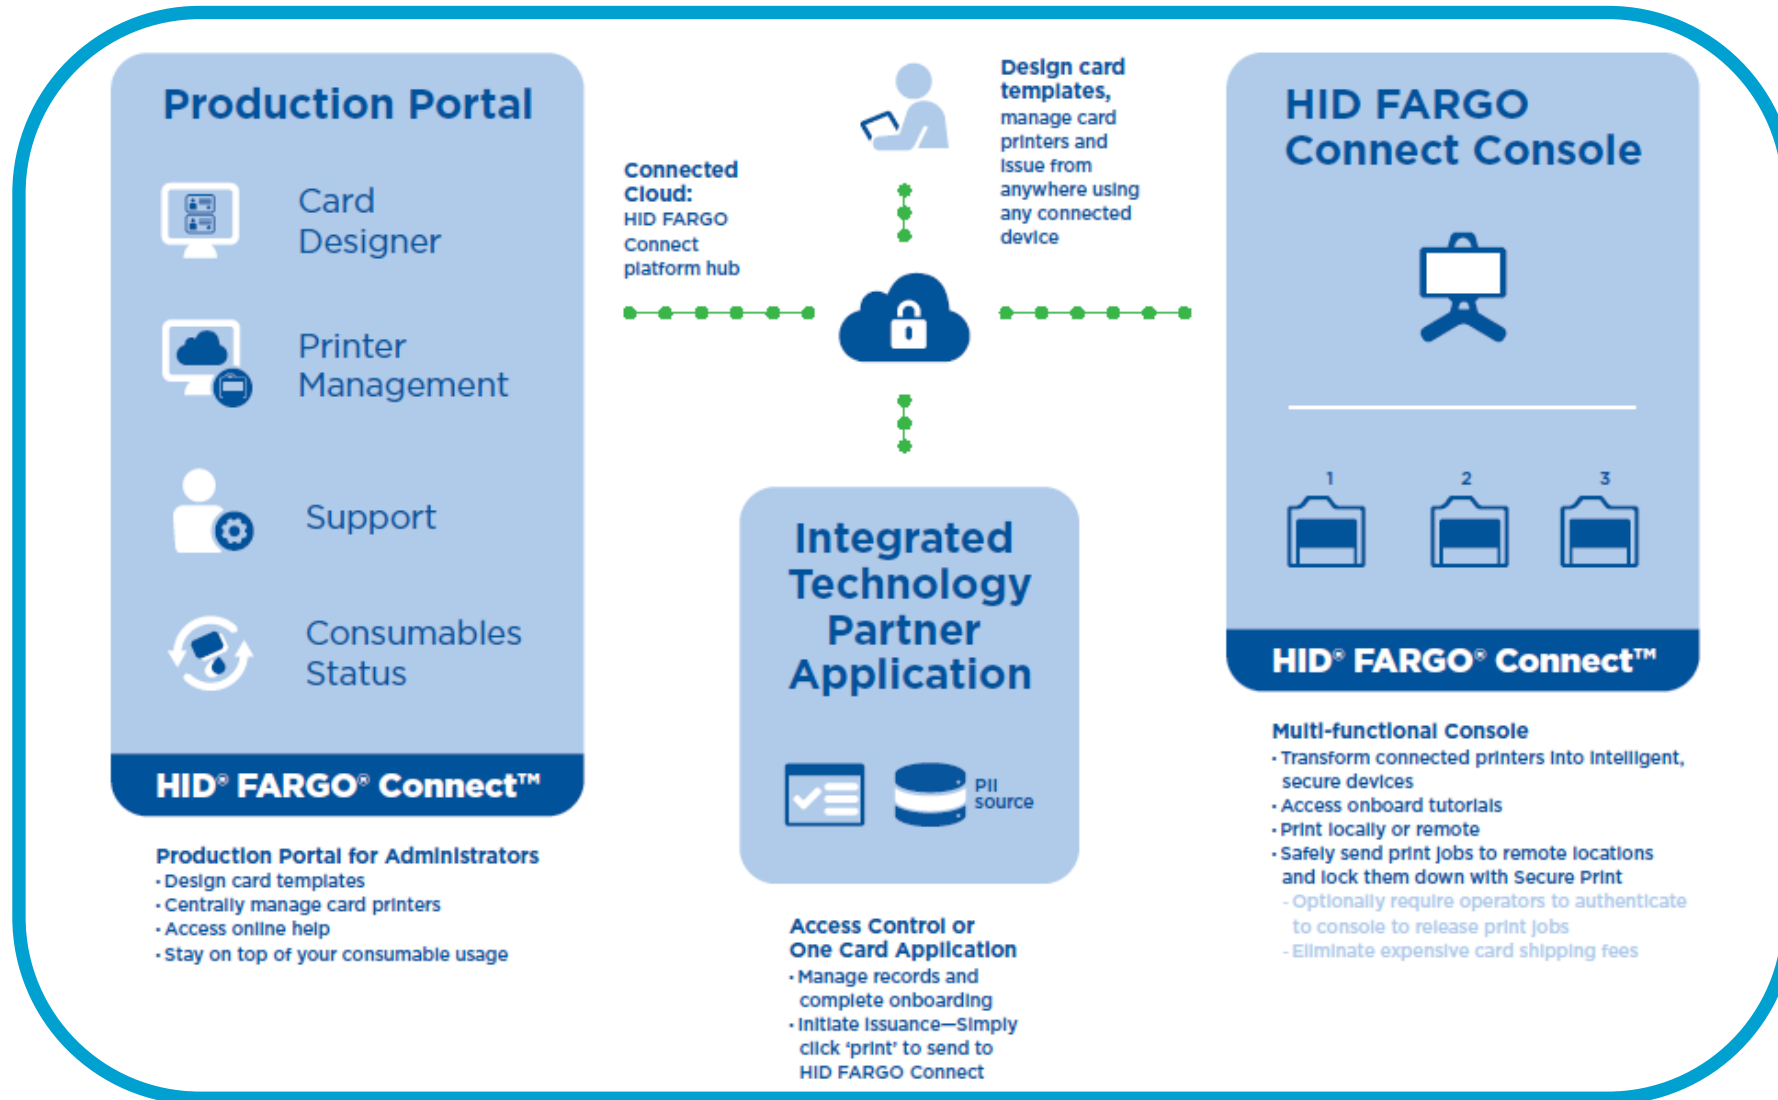 Production Portal
Card
Designer
Printer
Management
Support
Consumables
Status
HID® FARGO® Connect™
Production Portal for Administrators
· Design card templates
· Centrally manage card printers
· Access online help
· Stay on top of your consumable usage
Connected
Cloud:
HID FARGO
Connect
platform hub
Design card
templates,
manage card
printers and
issue from
anywhere using
any connected
device
Integrated
Technology
Partner
Application
PII
source
Access Control or
One Card Application
· Manage records and
complete onboarding
· Initiate issuance—Simply
click ‘print’ to send to
HID FARGO Connect
HID FARGO
Connect Console
1 2 3
HID® FARGO® Connect™
Multi-functional Console
· Transform connected printers into intelligent,
secure devices
· Access onboard tutorials
· Print locally or remote
· Safely send print jobs to remote locations
and lock them down with Secure Print
- Optionally require operators to authenticate
to console to release print jobs
- Eliminate expensive card shipping fees